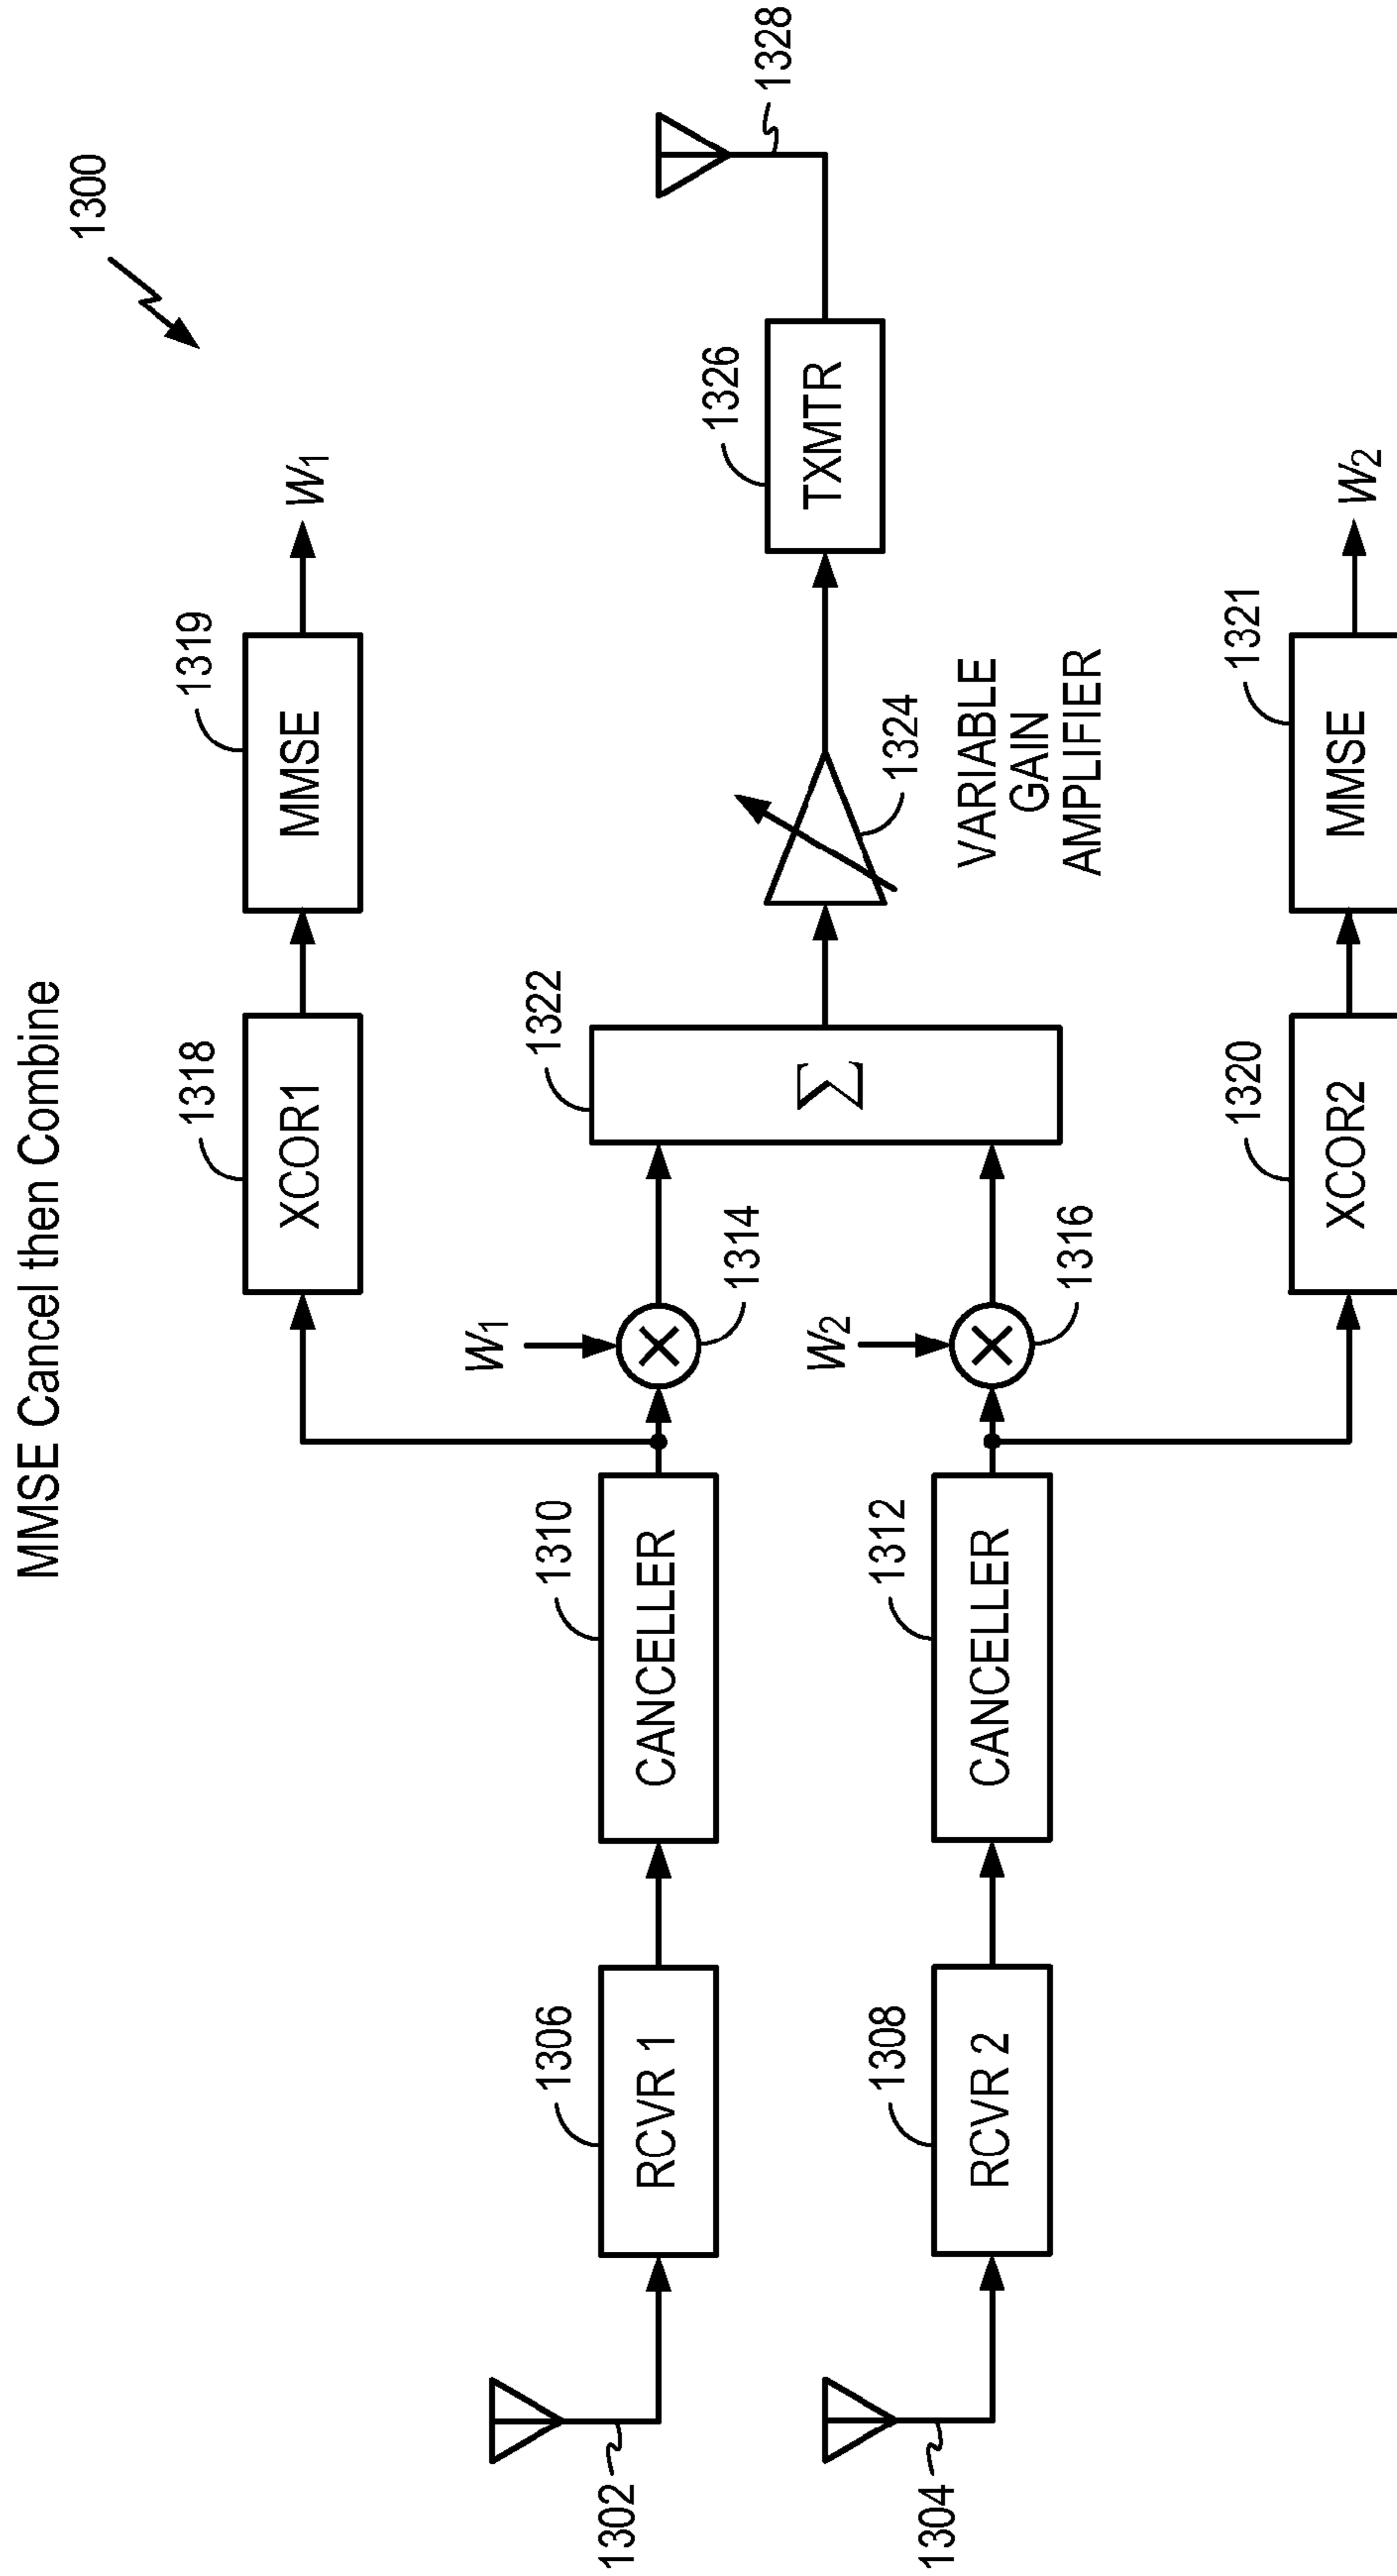 MMSE Cancel then Combine
1300
1318
XCOR1
1319
MMSE
W1
1302
1306
RCVR 1
1310
CANCELLER
W1
1314
1322
Σ
1324
VARIABLE
GAIN
AMPLIFIER
1326
TXMTR
1328
1304
1308
RCVR 2
1312
CANCELLER
W2
1316
1320
XCOR2
1321
MMSE
W2